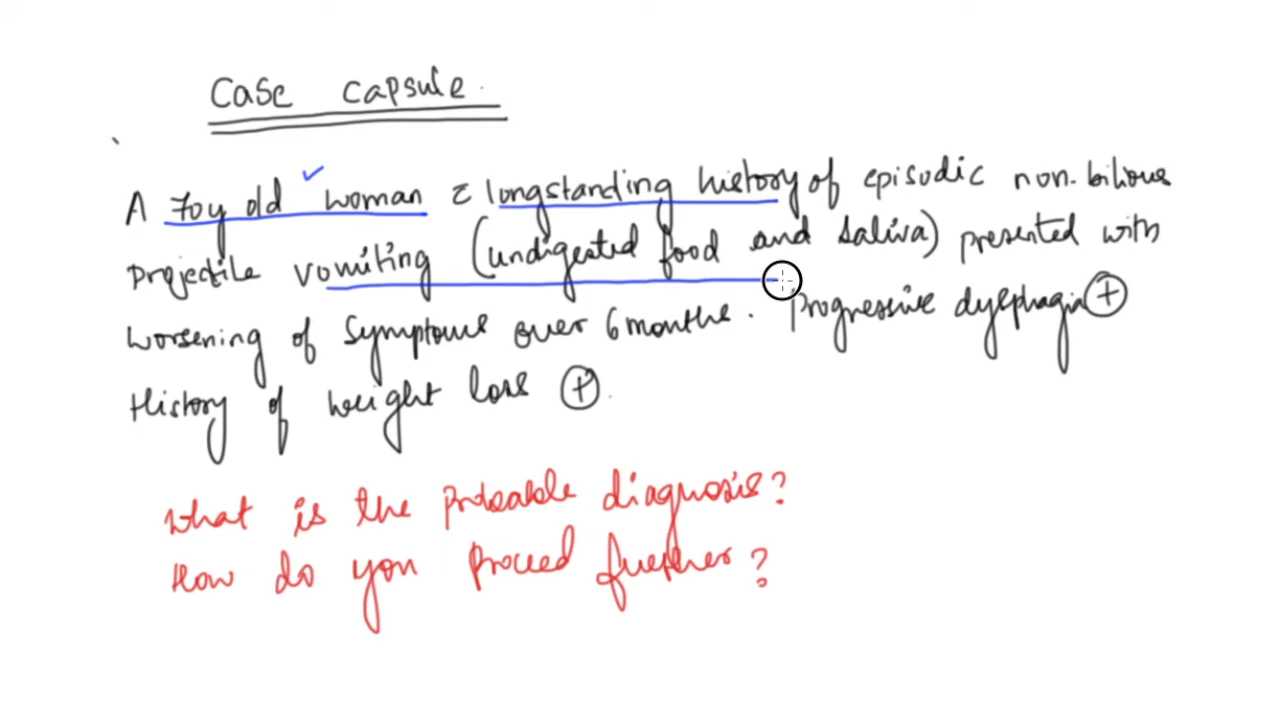 Case capsule.
A 70y old woman c longstanding history of episodic non-bilious
projectile vomiting (undigested food and saliva) presented with
worsening of symptoms over 6 months. Progressive dysphagia +
History of weight loss +.
What is the probable diagnosis?
How do you proceed further?